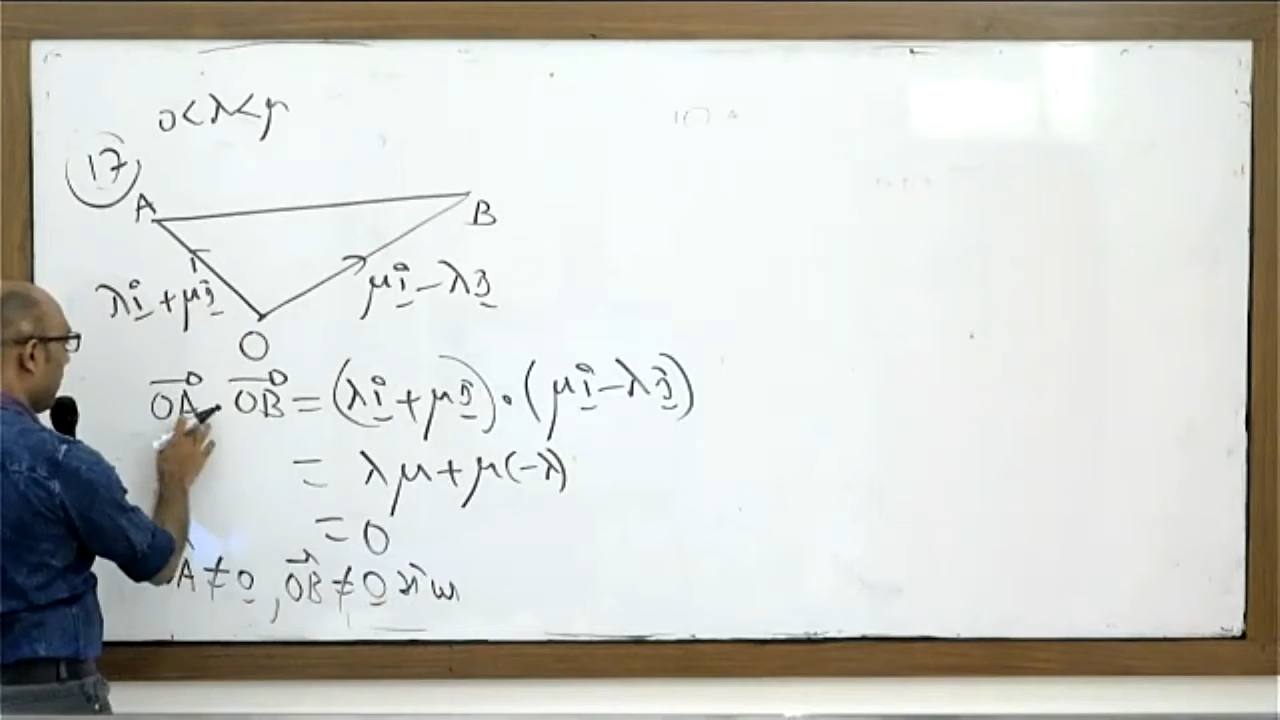 0<λ<μ
17
A
B
λi+μj
μi-λj
O
OA . OB = (λi+μj)·(μi-λj)
= λμ+μ(-λ)
= 0
A≠0, OB≠0